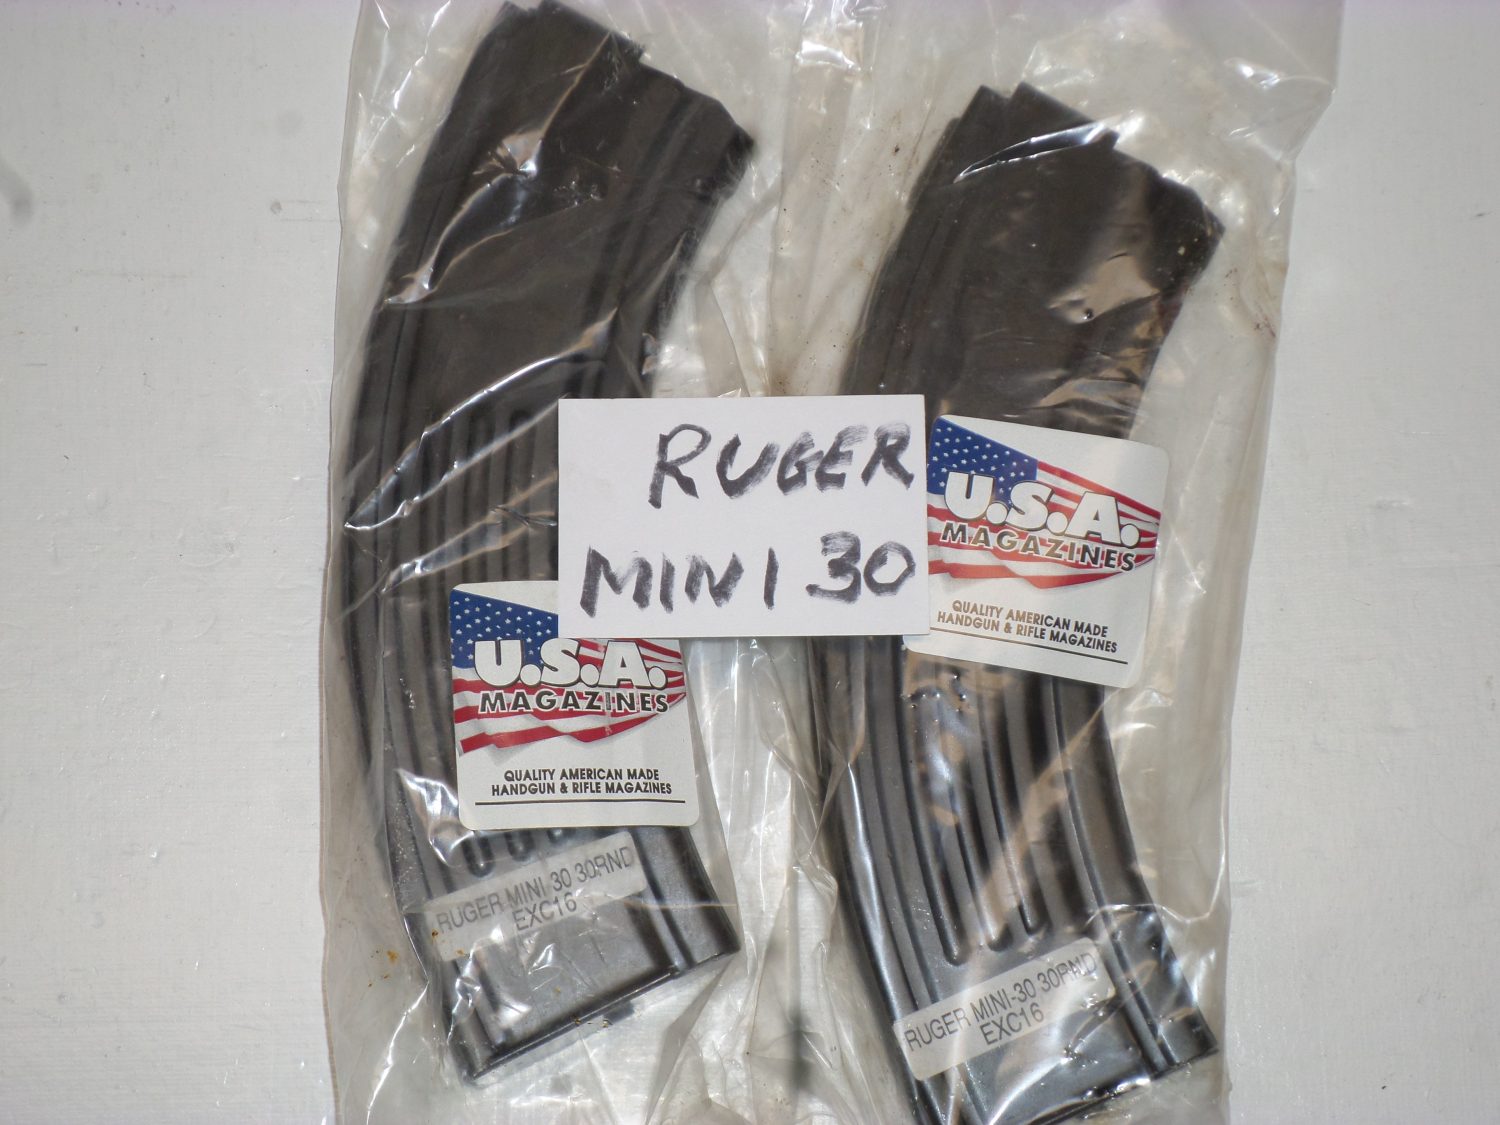 RUGER
MINI 30
U.S.A.
MAGAZINES
QUALITY AMERICAN MADE
HANDGUN & RIFLE MAGAZINES
RUGER MINI-30 30RND
EXC16
U.S.A.
MAGAZINES
QUALITY AMERICAN MADE
HANDGUN & RIFLE MAGAZINES
RUGER MINI-30 30RND
EXC16